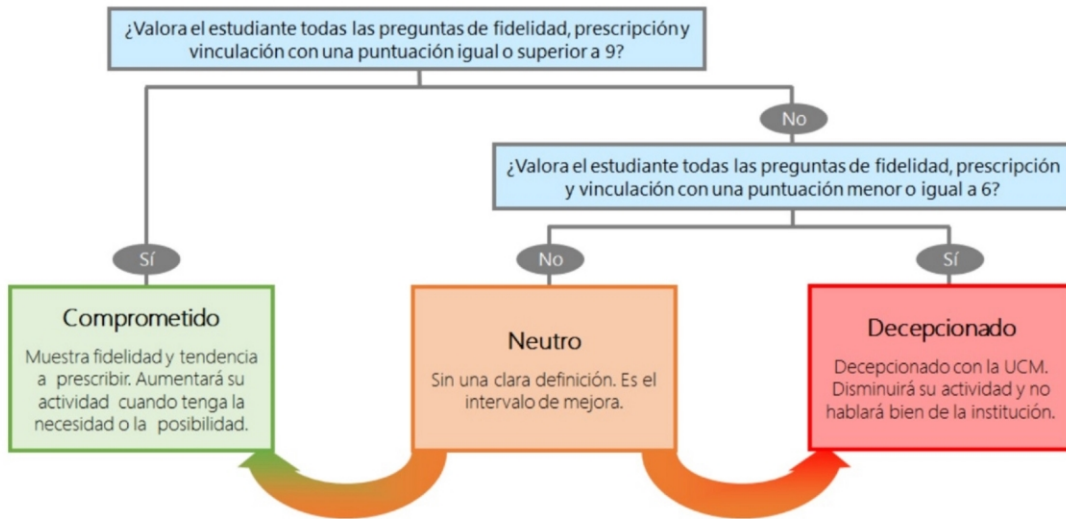 ¿Valora el estudiante todas las preguntas de fidelidad, prescripción y
vinculación con una puntuación igual o superior a 9?
No
¿Valora el estudiante todas las preguntas de fidelidad, prescripción
y vinculación con una puntuación menor o igual a 6?
Sí
No
Sí
Comprometido
Muestra fidelidad y tendencia
a prescribir. Aumentará su
actividad cuando tenga la
necesidad o la posibilidad.
Neutro
Sin una clara definición. Es el
intervalo de mejora.
Decepcionado
Decepcionado con la UCM.
Disminuirá su actividad y no
hablará bien de la institución.